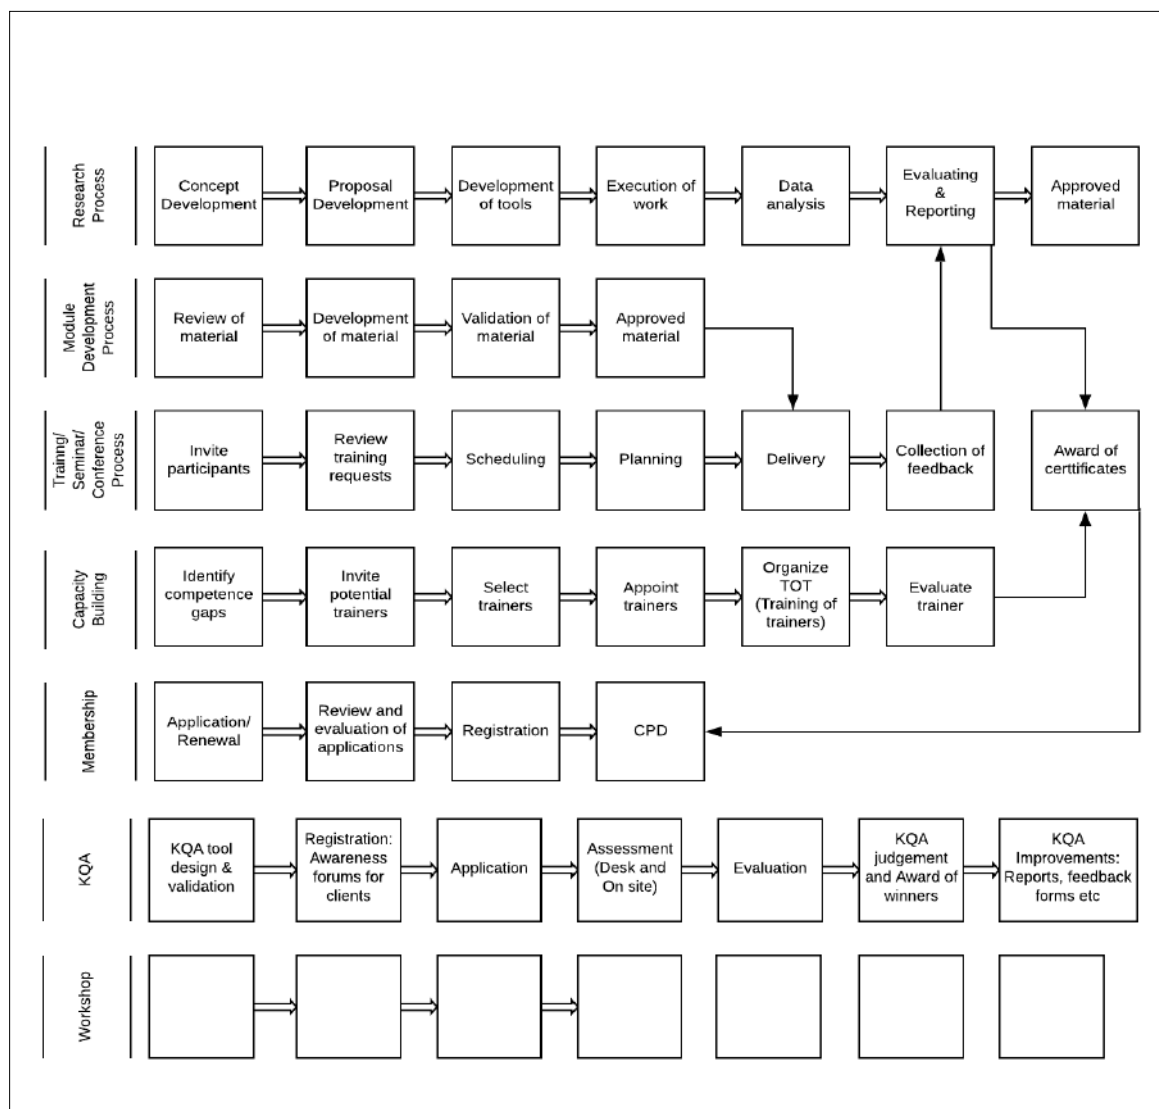 Research
Process
Concept
Development
Proposal
Development
Development
of tools
Execution of
work
Data
analysis
Evaluating
&
Reporting
Approved
material
Module
Development
Process
Review of
material
Development
of material
Validation of
material
Approved
material
Trainng/
Seminar/
Conference
Process
Invite
participants
Review
training
requests
Scheduling
Planning
Delivery
Collection of
feedback
Award of
certtificates
Capacity
Building
Identify
competence
gaps
Invite
potential
trainers
Select
trainers
Appoint
trainers
Organize
TOT
(Training of
trainers)
Evaluate
trainer
Membership
Application/
Renewal
Review and
evaluation of
applications
Registration
CPD
KQA
KQA tool
design &
validation
Registration:
Awareness
forums for
clients
Application
Assessment
(Desk and
On site)
Evaluation
KQA
judgement
and Award of
winners
KQA
Improvements:
Reports, feedback
forms etc
Workshop